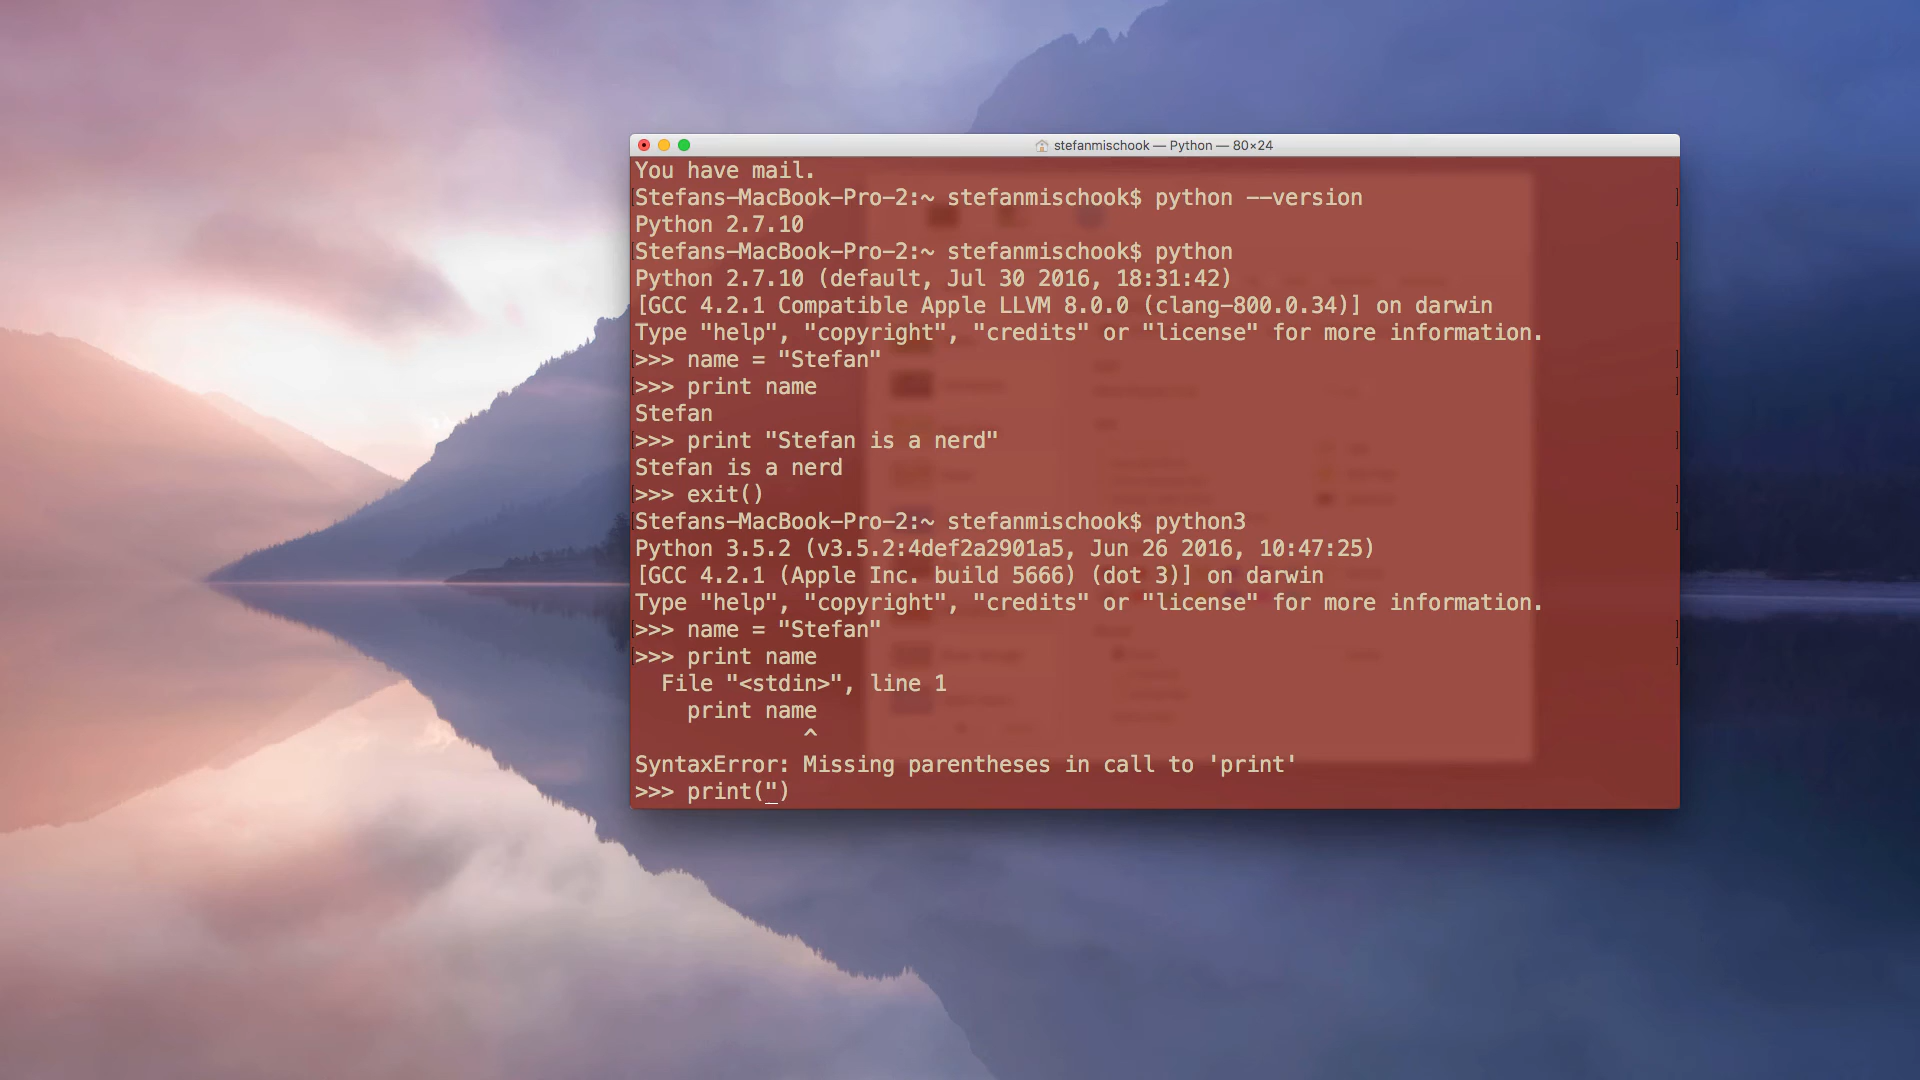 stefanmischook — Python — 80×24
You have mail.
Stefans-MacBook-Pro-2:~ stefanmischook$ python --version
Python 2.7.10
Stefans-MacBook-Pro-2:~ stefanmischook$ python
Python 2.7.10 (default, Jul 30 2016, 18:31:42)
[GCC 4.2.1 Compatible Apple LLVM 8.0.0 (clang-800.0.34)] on darwin
Type "help", "copyright", "credits" or "license" for more information.
>>> name = "Stefan"
>>> print name
Stefan
>>> print "Stefan is a nerd"
Stefan is a nerd
>>> exit()
Stefans-MacBook-Pro-2:~ stefanmischook$ python3
Python 3.5.2 (v3.5.2:4def2a2901a5, Jun 26 2016, 10:47:25)
[GCC 4.2.1 (Apple Inc. build 5666) (dot 3)] on darwin
Type "help", "copyright", "credits" or "license" for more information.
>>> name = "Stefan"
>>> print name
  File "<stdin>", line 1
    print name
             ^
SyntaxError: Missing parentheses in call to 'print'
>>> print(")